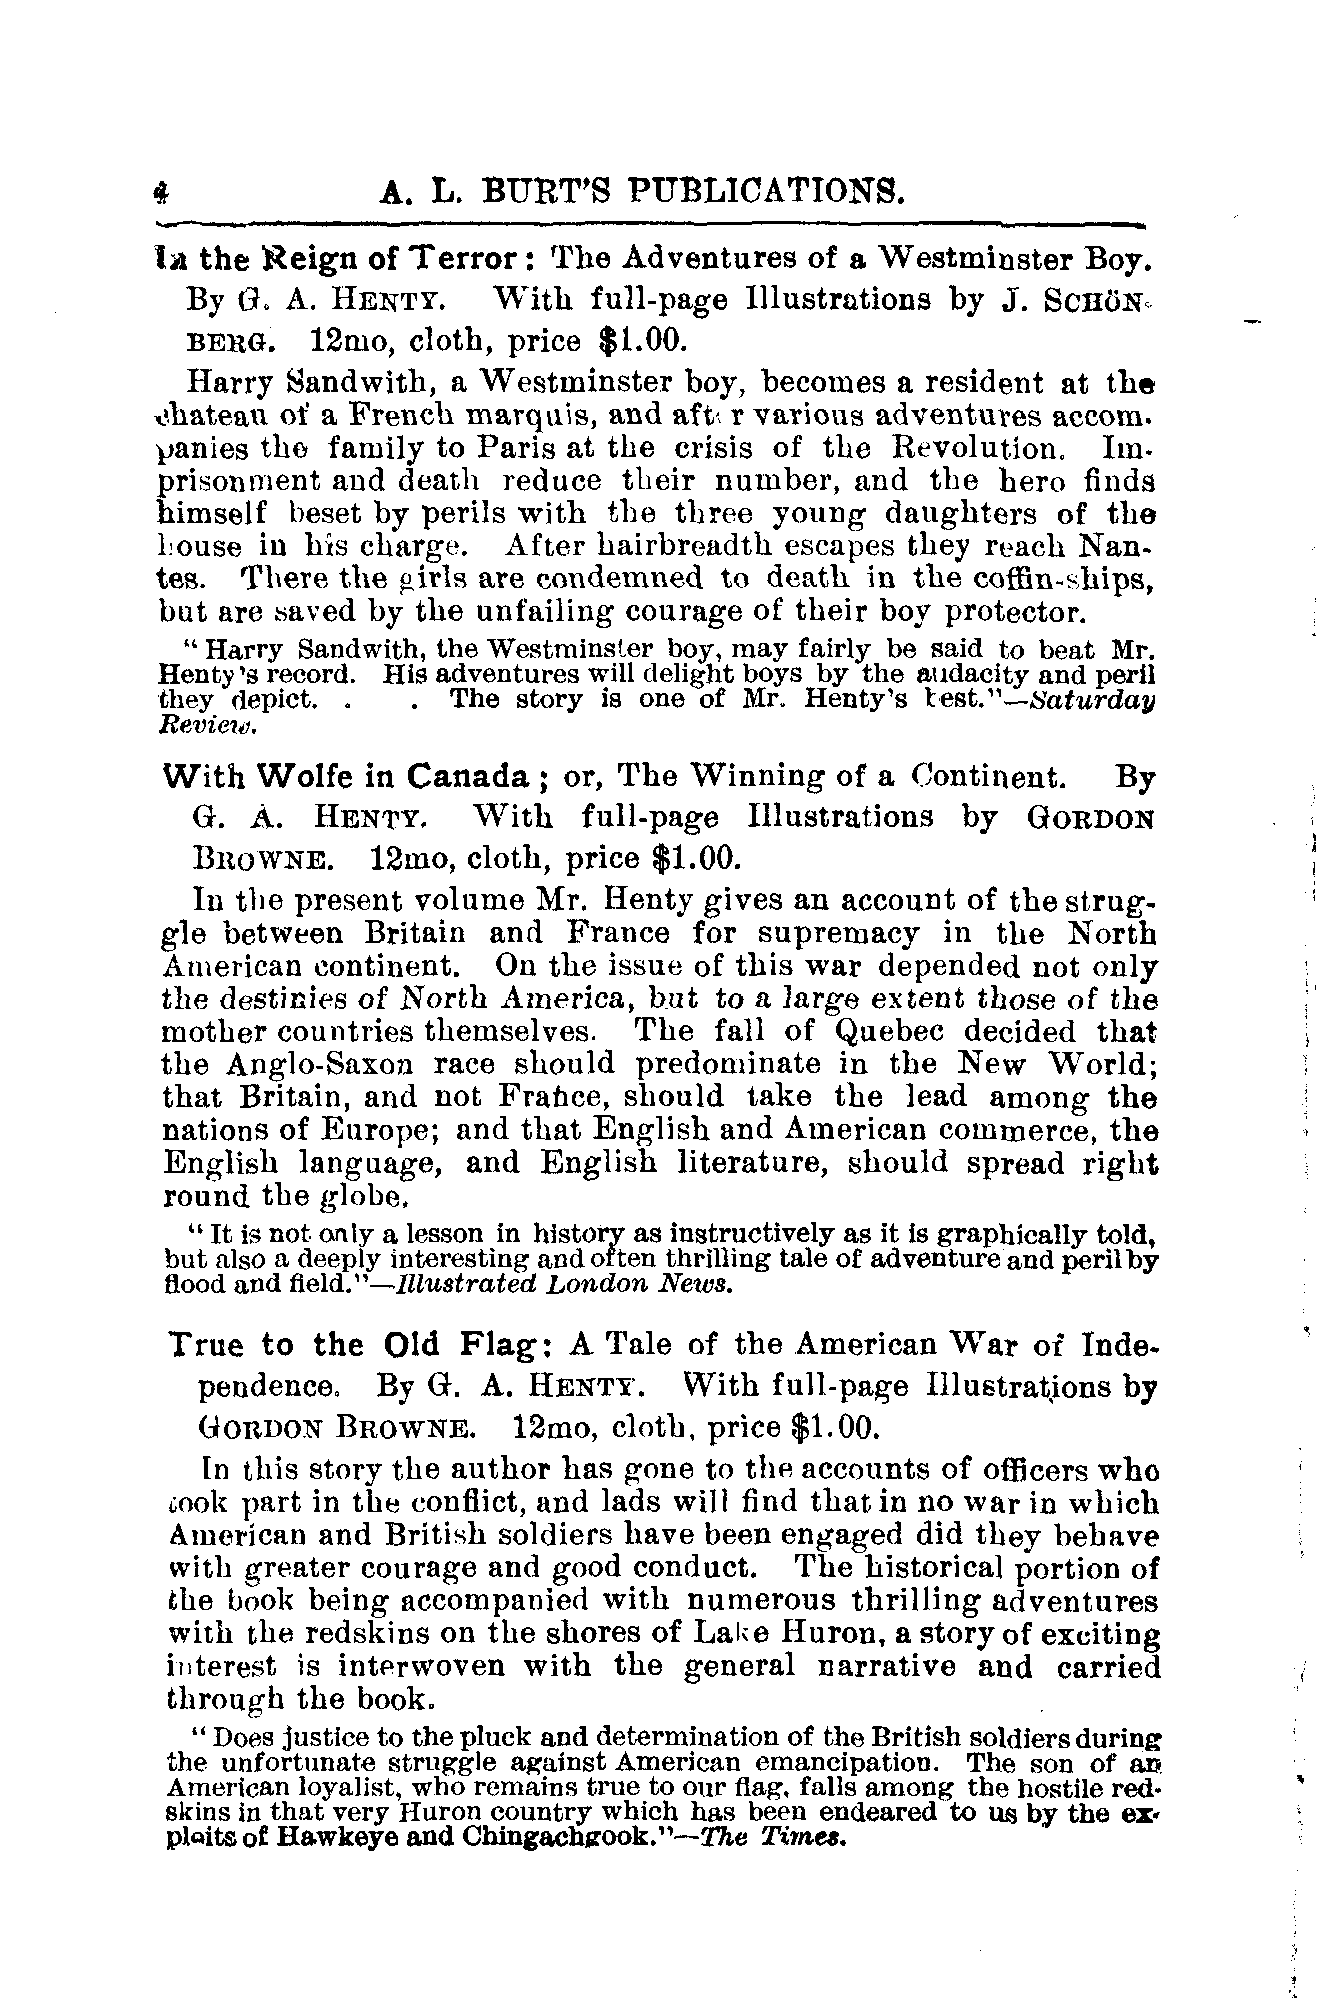 4 A. L. BURT'S PUBLICATIONS.
In the Reign of Terror: The Adventures of a Westminster Boy.
By G. A. HENTY. With full-page Illustrations by J. SCHÖN-
BERG. 12mo, cloth, price $1.00.
Harry Sandwith, a Westminster boy, becomes a resident at the
chateau of a French marquis, and after various adventures accom-
panies the family to Paris at the crisis of the Revolution. Im-
prisonment and death reduce their number, and the hero finds
himself beset by perils with the three young daughters of the
house in his charge. After hairbreadth escapes they reach Nan-
tes. There the girls are condemned to death in the coffin-ships,
but are saved by the unfailing courage of their boy protector.
"Harry Sandwith, the Westminster boy, may fairly be said to beat Mr.
Henty's record. His adventures will delight boys by the audacity and peril
they depict. . . The story is one of Mr. Henty's best."—Saturday
Review.
With Wolfe in Canada; or, The Winning of a Continent. By
G. A. HENTY. With full-page Illustrations by GORDON
BROWNE. 12mo, cloth, price $1.00.
In the present volume Mr. Henty gives an account of the strug-
gle between Britain and France for supremacy in the North
American continent. On the issue of this war depended not only
the destinies of North America, but to a large extent those of the
mother countries themselves. The fall of Quebec decided that
the Anglo-Saxon race should predominate in the New World;
that Britain, and not France, should take the lead among the
nations of Europe; and that English and American commerce, the
English language, and English literature, should spread right
round the globe.
"It is not only a lesson in history as instructively as it is graphically told,
but also a deeply interesting and often thrilling tale of adventure and peril by
flood and field."—Illustrated London News.
True to the Old Flag: A Tale of the American War of Inde-
pendence. By G. A. HENTY. With full-page Illustrations by
GORDON BROWNE. 12mo, cloth, price $1.00.
In this story the author has gone to the accounts of officers who
took part in the conflict, and lads will find that in no war in which
American and British soldiers have been engaged did they behave
with greater courage and good conduct. The historical portion of
the book being accompanied with numerous thrilling adventures
with the redskins on the shores of Lake Huron, a story of exciting
interest is interwoven with the general narrative and carried
through the book.
"Does justice to the pluck and determination of the British soldiers during
the unfortunate struggle against American emancipation. The son of an
American loyalist, who remains true to our flag, falls among the hostile red-
skins in that very Huron country which has been endeared to us by the ex-
ploits of Hawkeye and Chingachgook."—The Times.